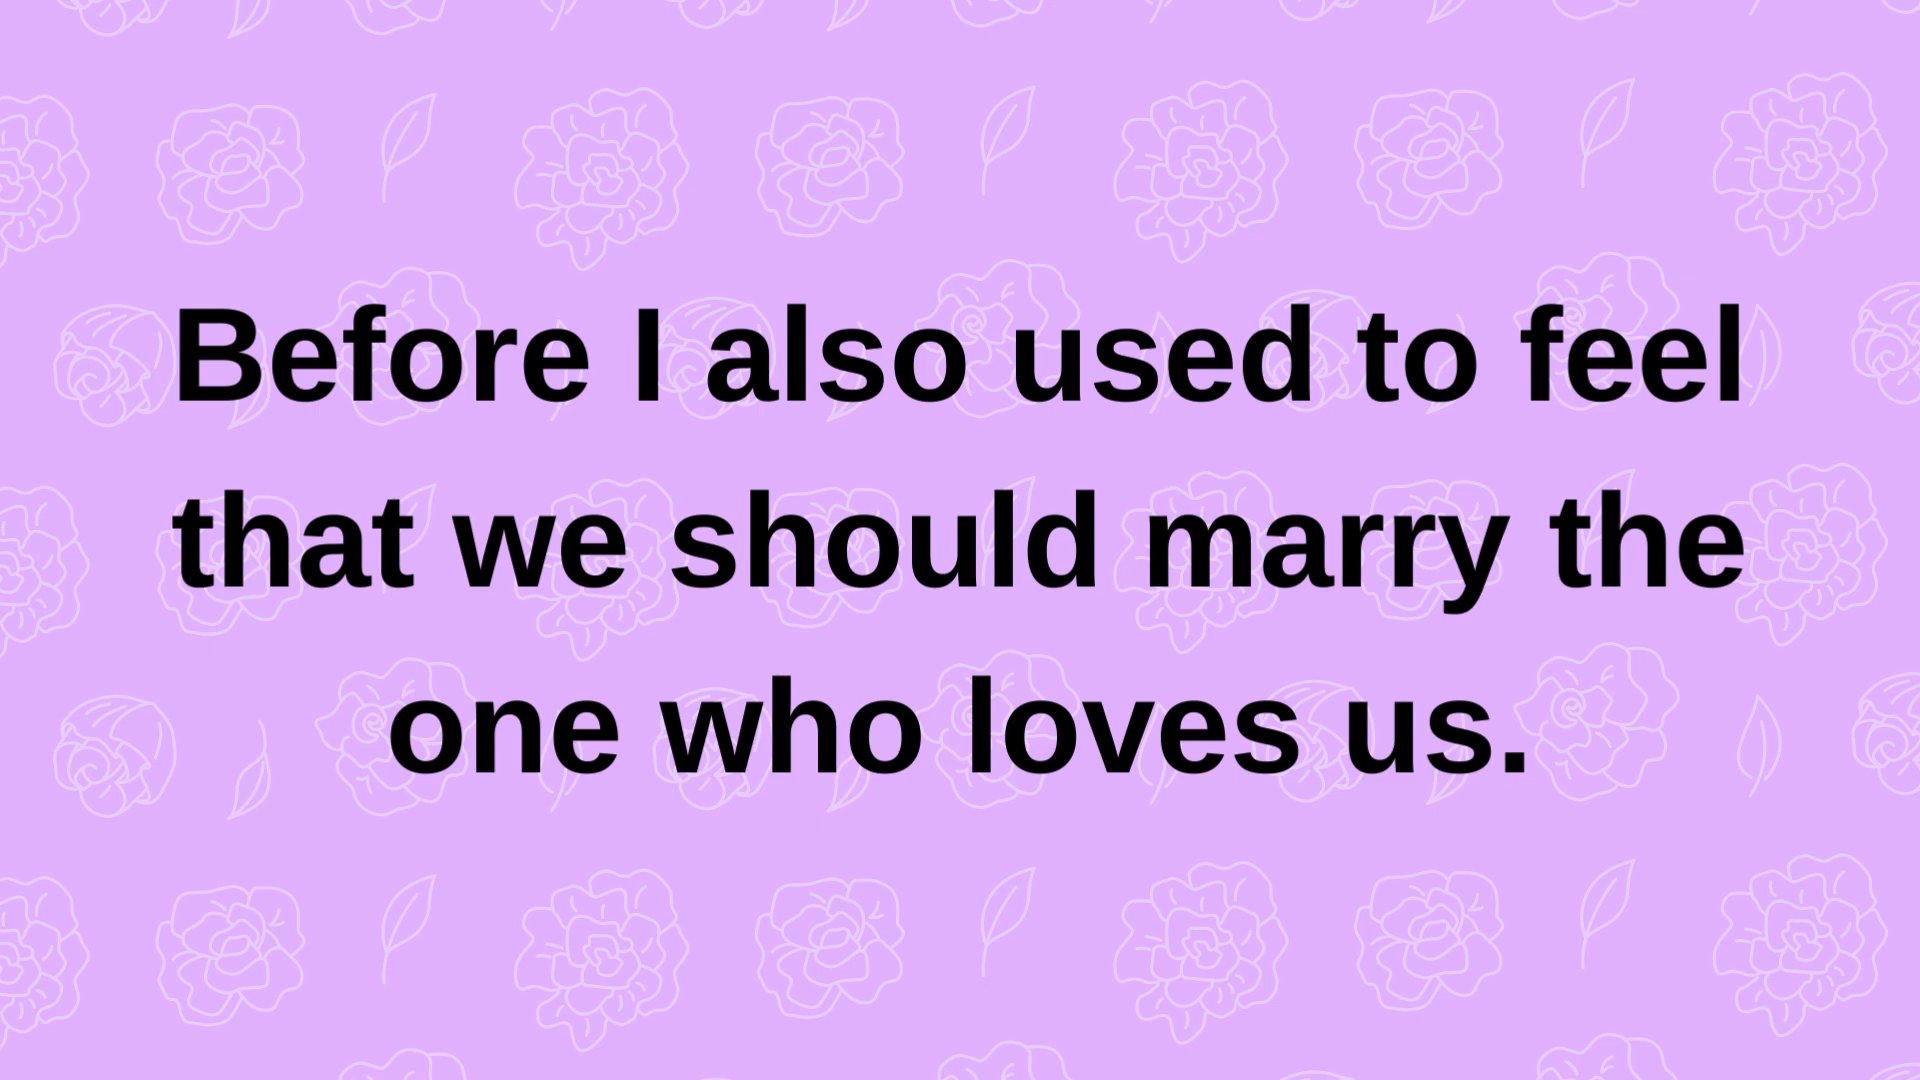 Before I also used to feel
that we should marry the
one who loves us.